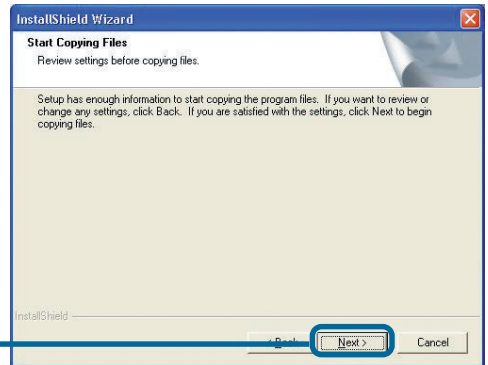 InstallShield Wizard
Start Copying Files
Review settings before copying files.
Setup has enough information to start copying the program files. If you want to review or
change any settings, click Back. If you are satisfied with the settings, click Next to begin
copying files.
InstallShield
< Back Next > Cancel